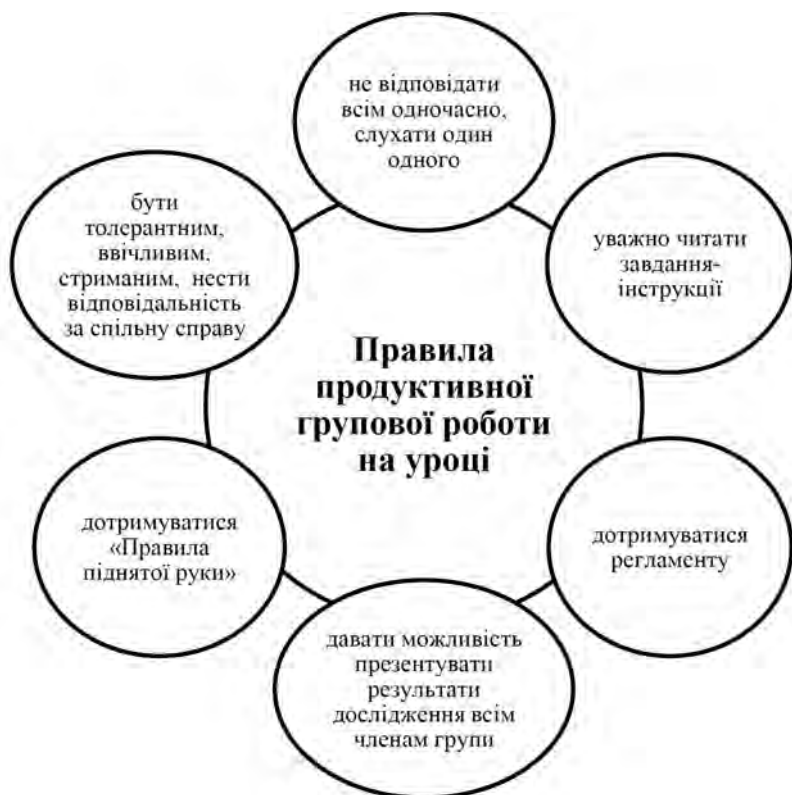 не відповідати
всім одночасно,
слухати один
одного
уважно читати
завдання-
інструкції
дотримуватися
регламенту
давати можливість
презентувати
результати
дослідження всім
членам групи
дотримуватися
«Правила
піднятої руки»
бути
толерантним,
ввічливим,
стриманим, нести
відповідальність
за спільну справу
Правила
продуктивної
групової роботи
на уроці